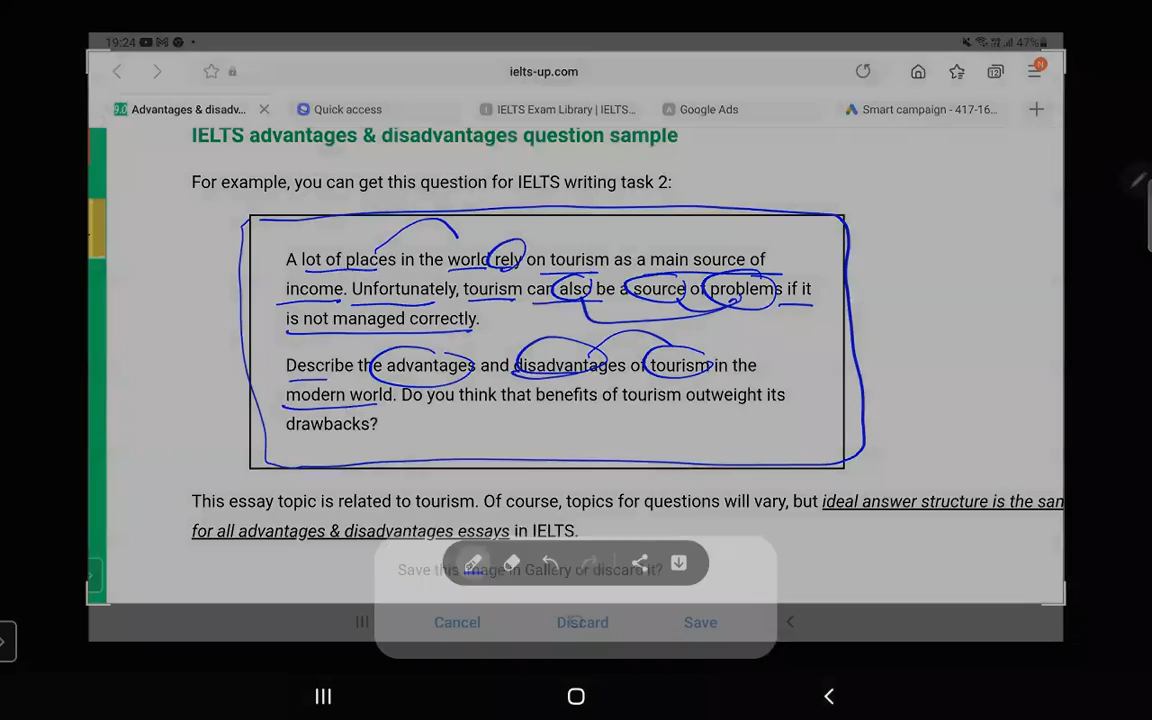 19:24 47%
ielts-up.com 12 N
9.0 Advantages & disadv... Quick access IELTS Exam Library | IELTS... A Google Ads Smart campaign - 417-16...
IELTS advantages & disadvantages question sample
For example, you can get this question for IELTS writing task 2:
A lot of places in the world rely on tourism as a main source of
income. Unfortunately, tourism can also be a source of problems if it
is not managed correctly.
Describe the advantages and disadvantages of tourism in the
modern world. Do you think that benefits of tourism outweight its
drawbacks?
This essay topic is related to tourism. Of course, topics for questions will vary, but ideal answer structure is the san
for all advantages & disadvantages essays in IELTS.
Save this image in Gallery or discard it?
Cancel Discard Save